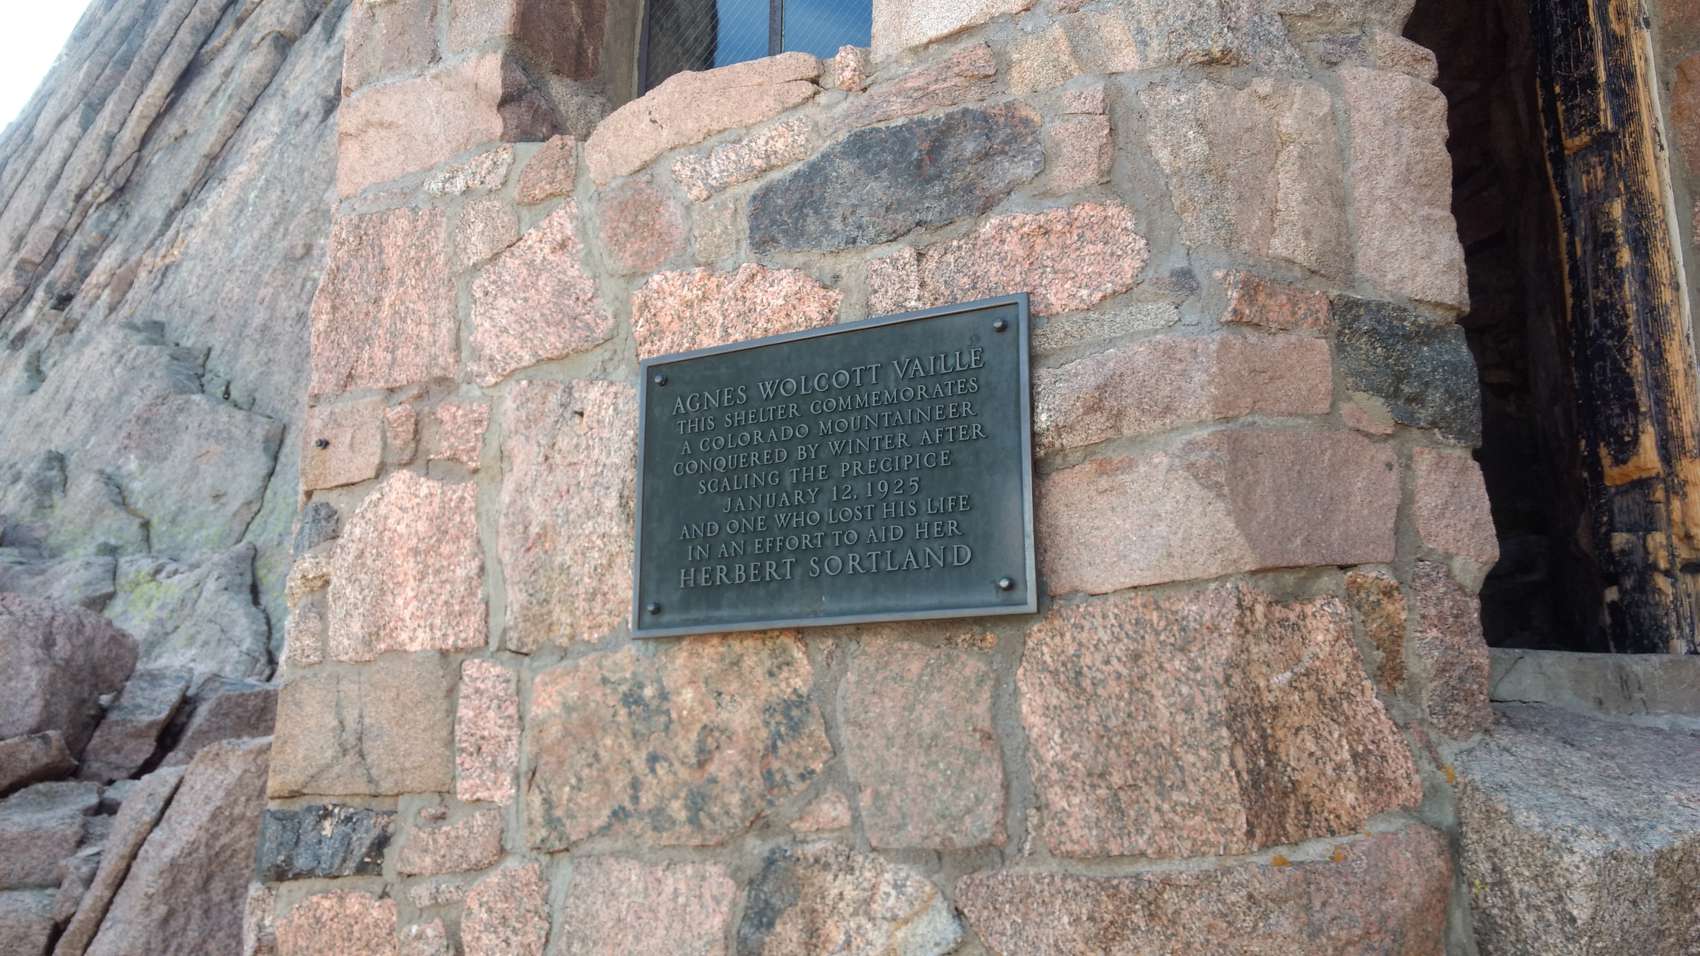 AGNES WOLCOTT VAILLE
THIS SHELTER COMMEMORATES
A COLORADO MOUNTAINEER
CONQUERED BY WINTER AFTER
SCALING THE PRECIPICE
JANUARY 12, 1925
AND ONE WHO LOST HIS LIFE
IN AN EFFORT TO AID HER
HERBERT SORTLAND